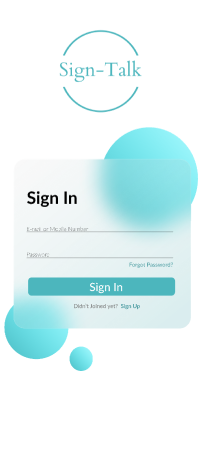 Sign-Talk
Sign In
E-mail or Mobile Number
Password
Forgot Password?
Sign In
Didn't Joined yet? Sign Up